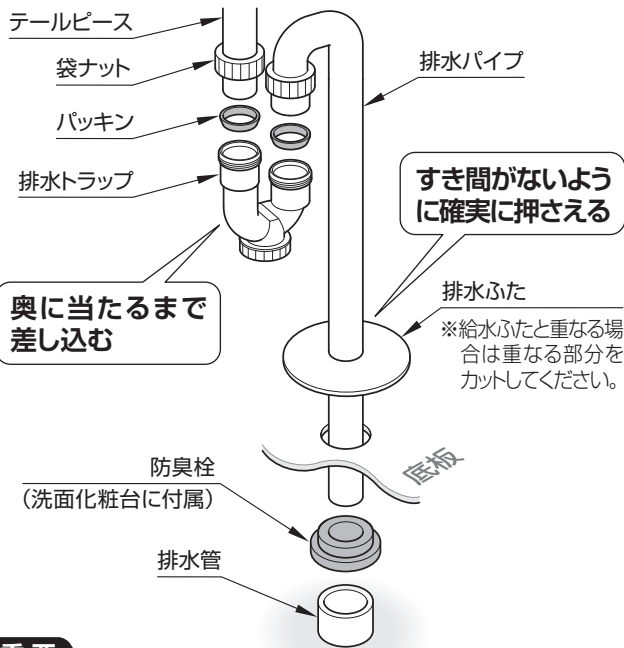 テールピース
袋ナット
パッキン
排水トラップ
奥に当たるまで
差し込む
排水パイプ
すき間がないよう
に確実に押さえる
排水ふた
※給水ふたと重なる場
合は重なる部分を
カットしてください。
底板
防臭栓
（洗面化粧台に付属）
排水管
重要